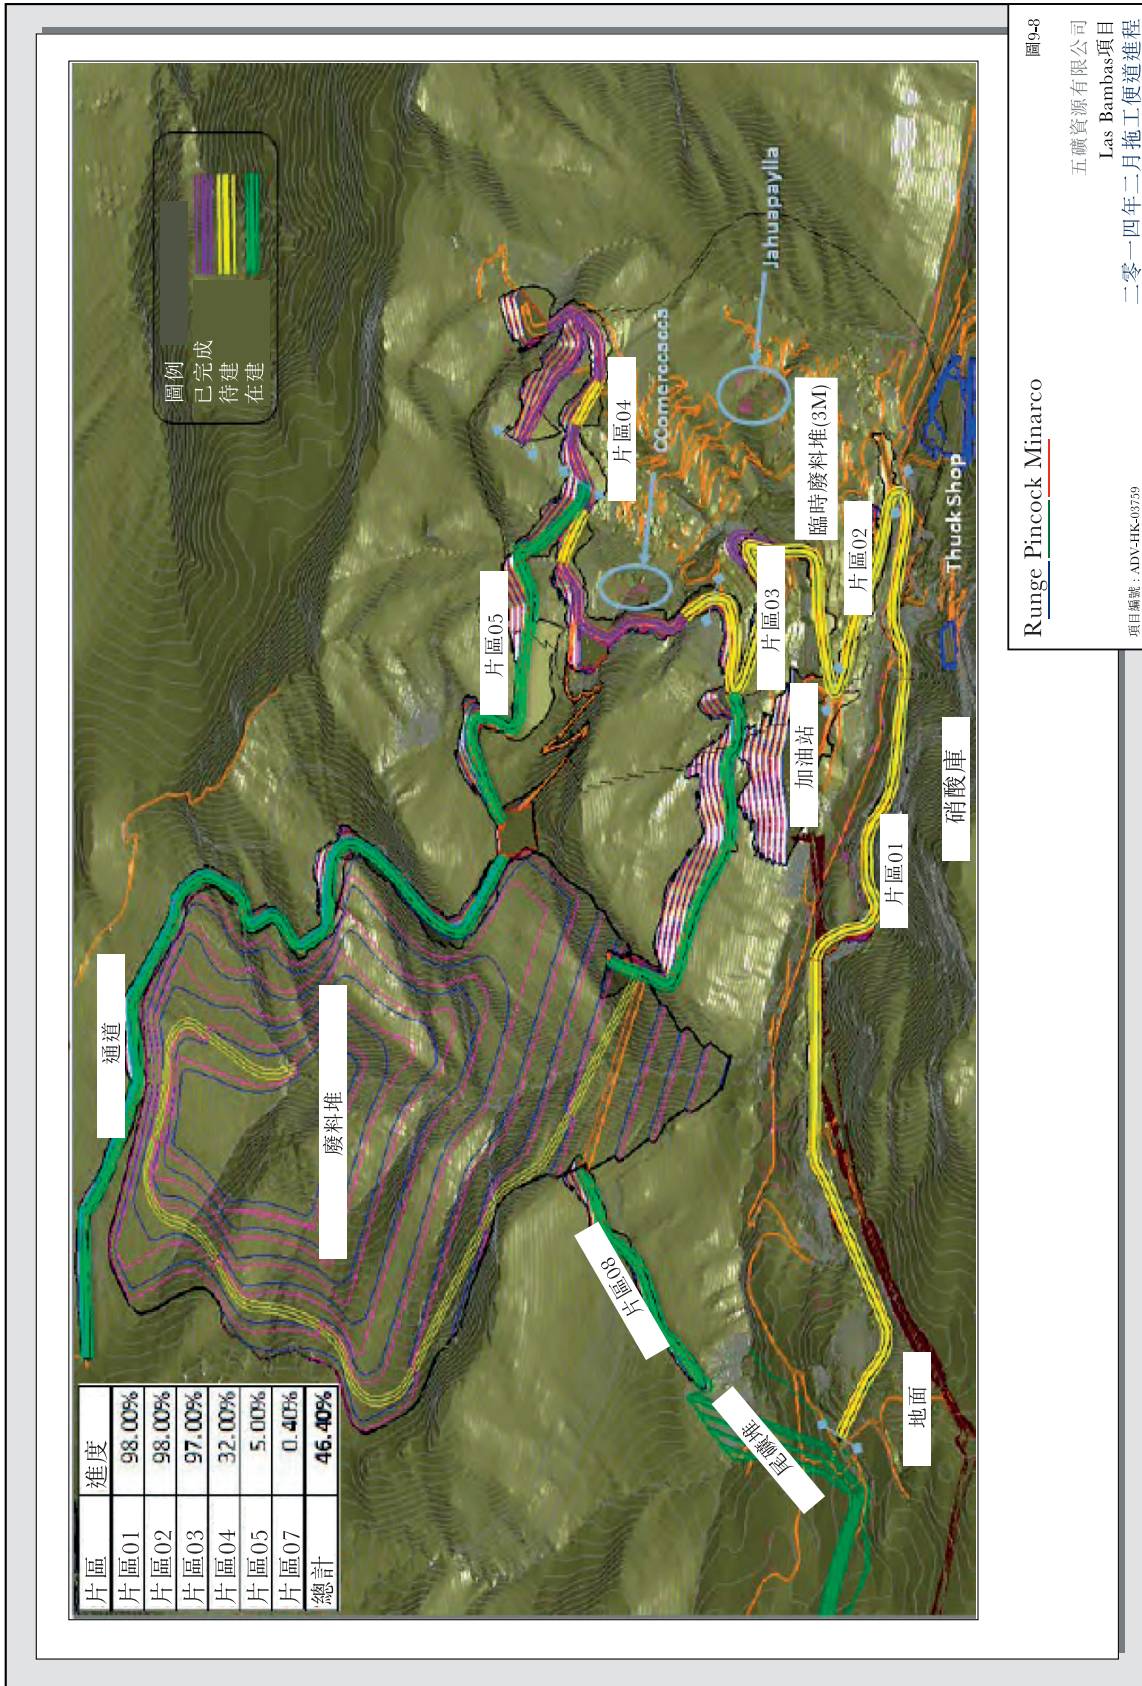 片區 進度
片區01 98.00%
片區02 98.00%
片區03 97.00%
片區04 32.00%
片區05 5.00%
片區07 0.40%
總計 46.40%
圖例
已完成
待建
在建
通道
廢料堆
片區05
片區04
CComerccacca
Jahuapaylla
臨時廢料堆(3M)
片區03
片區02
加油站
片區08
尾礦堆
片區01
地面
硝酸庫
Thuck Shop
Runge Pincock Minarco
項目編號：ADV-HK-03759
圖9-8
五礦資源有限公司
Las Bambas項目
二零一四年二月拖工便道進程